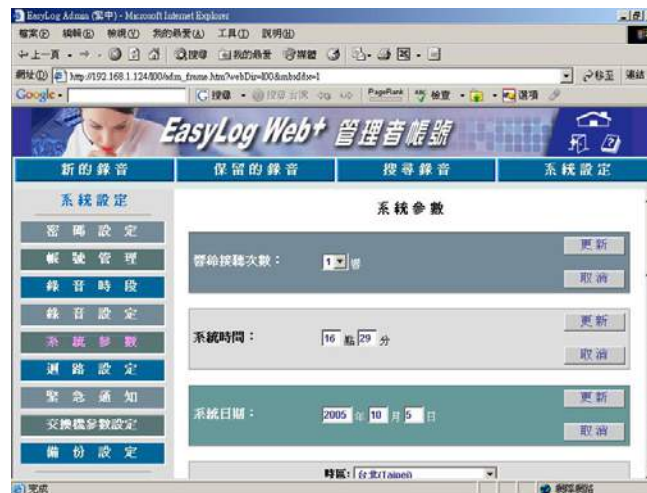 EasyLog Admin (繁中) - Microsoft Internet Explorer
檔案(F) 編輯(E) 檢視(V) 我的最愛(A) 工具(T) 說明(H)
上一頁 搜尋 我的最愛 媒體
網址(D) http://192.168.1.124/800/adm_frame.htm?webDir=800&mbxIdx=1 移至 連結
Google 搜尋 PageRank 檢查 選項
EasyLog Web+ 管理者帳號
新的錄音 保留的錄音 搜尋錄音 系統設定
系統設定
系統參數
密碼設定
帳號管理
錄音時段
錄音設定
系統參數
迴路設定
緊急通知
交換機參數設定
備份設定
響鈴接聽次數: 1 響 更新 取消
系統時間: 16 點 29 分 更新 取消
系統日期: 2005 年 10 月 5 日 更新 取消
時區: 台北(Taipei)
完成 網際網路